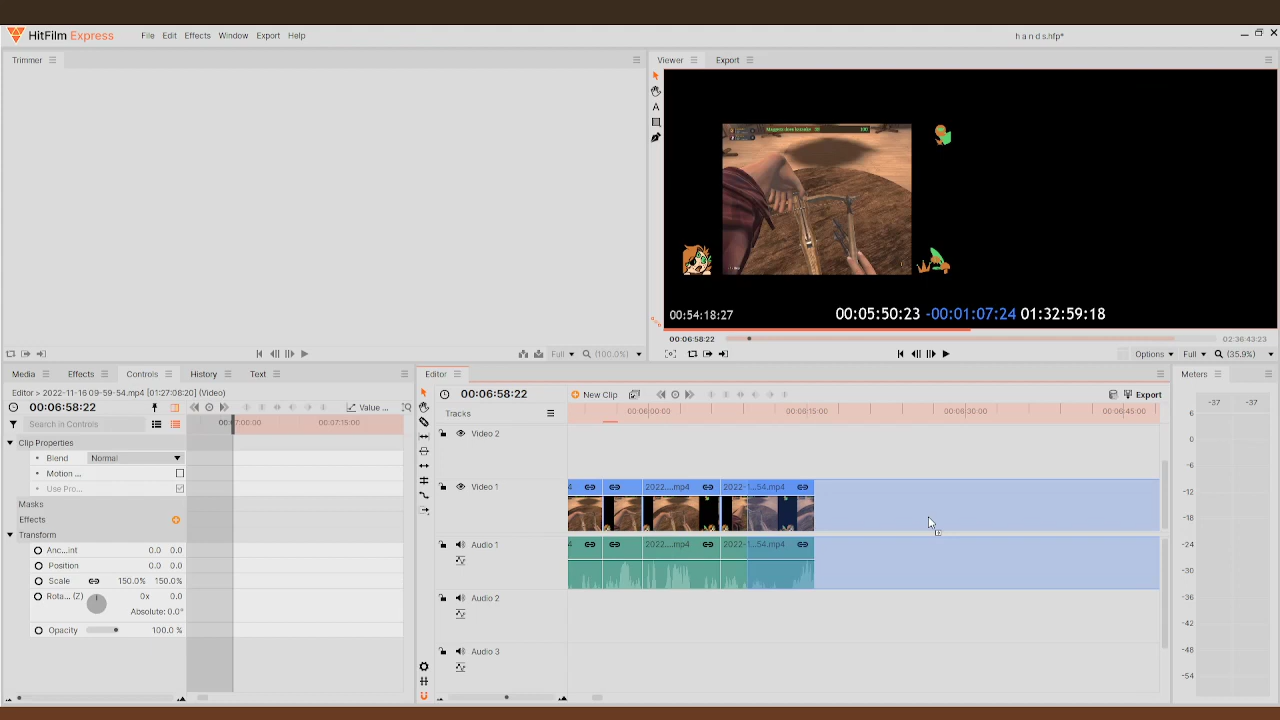 HitFilm Express
File Edit Effects Window Export Help
h a n d s.hfp*
Trimmer
Viewer Export
00:54:18:27 00:05:50:23 -00:01:07:24 01:32:59:18
00:06:58:22 02:36:43:23
Full (100.0%)
Options Full (35.9%)
Media Effects Controls History Text
Editor > 2022-11-16 09-59-54.mp4 [01:27:08:20] (Video)
00:06:58:22
Value ...
Search in Controls
7:00:00 00:07:15:00
Clip Properties
Blend Normal
Motion ...
Use Pro...
Masks
Effects
Transform
Anc...int 0.0 0.0
Position 0.0 0.0
Scale 150.0% 150.0%
Rota... (Z) 0x 0.0
Absolute: 0.0°
Opacity 100.0 %
Editor
00:06:58:22 New Clip Export
Tracks
00:06:00:00 00:06:15:00 00:06:30:00 00:06:45:00
Video 2
Video 1
4 2022....mp4 2022-1...54.mp4
Audio 1
4 2022....mp4 2022-1...54.mp4
Audio 2
Audio 3
Meters
-37 -37
6
0
-6
-12
-18
-24
-30
-36
-42
-48
-54